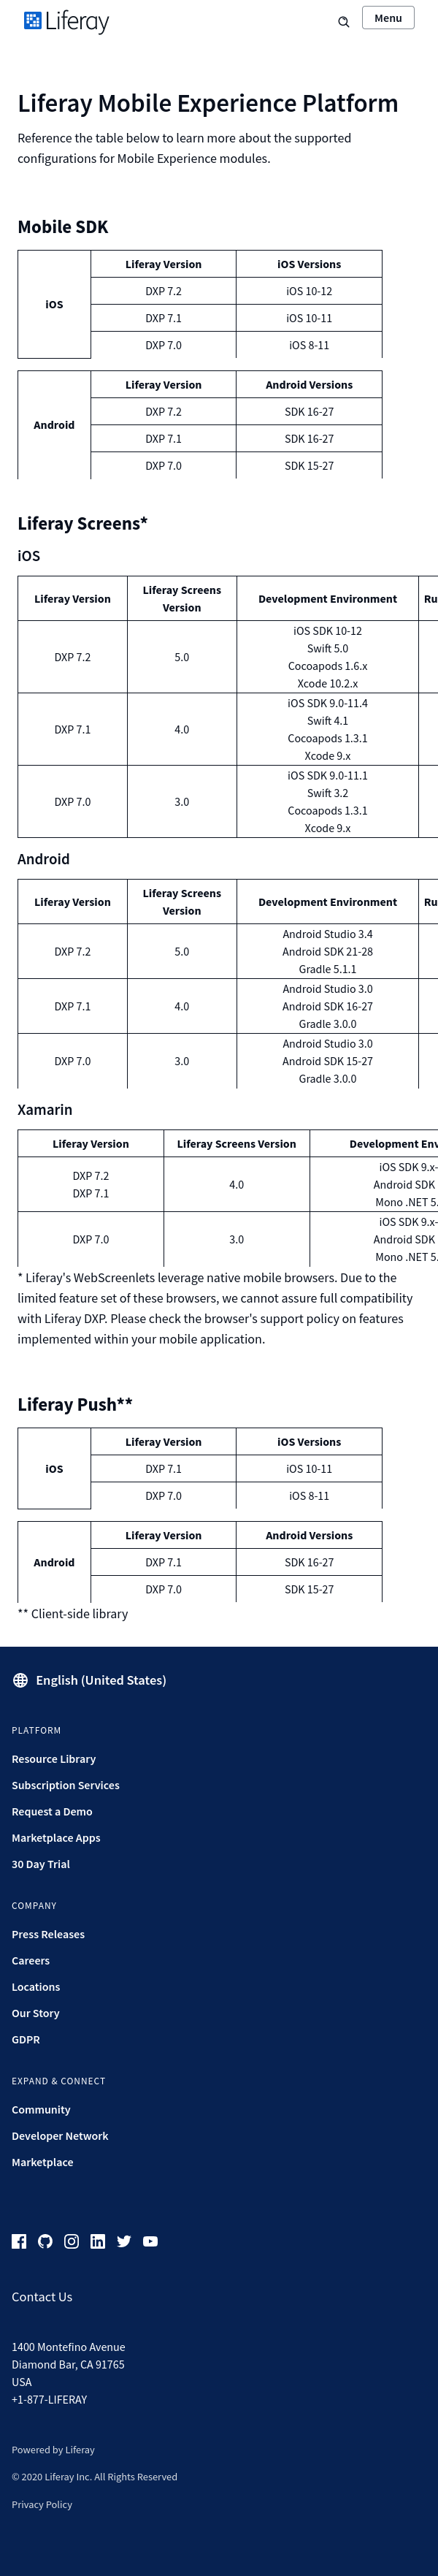 Liferay
Menu
Liferay Mobile Experience Platform
Reference the table below to learn more about the supported
configurations for Mobile Experience modules.
Mobile SDK
iOS
Liferay Version iOS Versions
DXP 7.2 iOS 10-12
DXP 7.1 iOS 10-11
DXP 7.0 iOS 8-11
Android
Liferay Version Android Versions
DXP 7.2 SDK 16-27
DXP 7.1 SDK 16-27
DXP 7.0 SDK 15-27
Liferay Screens*
iOS
Liferay Version
Liferay Screens
Version
Development Environment
DXP 7.2
5.0
iOS SDK 10-12
Swift 5.0
Cocoapods 1.6.x
Xcode 10.2.x
DXP 7.1
4.0
iOS SDK 9.0-11.4
Swift 4.1
Cocoapods 1.3.1
Xcode 9.x
DXP 7.0
3.0
iOS SDK 9.0-11.1
Swift 3.2
Cocoapods 1.3.1
Xcode 9.x
Android
Liferay Version
Liferay Screens
Version
Development Environment
DXP 7.2
5.0
Android Studio 3.4
Android SDK 21-28
Gradle 5.1.1
DXP 7.1
4.0
Android Studio 3.0
Android SDK 16-27
Gradle 3.0.0
DXP 7.0
3.0
Android Studio 3.0
Android SDK 15-27
Gradle 3.0.0
Xamarin
Liferay Version Liferay Screens Version Development
DXP 7.2
DXP 7.1
4.0
iOS SDK 9.x-
Android SDK
Mono .NET 5.
DXP 7.0
3.0
iOS SDK 9.x-
Android SDK
Mono .NET 5.
* Liferay's WebScreenlets leverage native mobile browsers. Due to the
limited feature set of these browsers, we cannot assure full compatibility
with Liferay DXP. Please check the browser's support policy on features
implemented within your mobile application.
Liferay Push**
iOS
Liferay Version iOS Versions
DXP 7.1 iOS 10-11
DXP 7.0 iOS 8-11
Android
Liferay Version Android Versions
DXP 7.1 SDK 16-27
DXP 7.0 SDK 15-27
** Client-side library
English (United States)
PLATFORM
Resource Library
Subscription Services
Request a Demo
Marketplace Apps
30 Day Trial
COMPANY
Press Releases
Careers
Locations
Our Story
GDPR
EXPAND & CONNECT
Community
Developer Network
Marketplace
Contact Us
1400 Montefino Avenue
Diamond Bar, CA 91765
USA
+1-877-LIFERAY
Powered by Liferay
© 2020 Liferay Inc. All Rights Reserved
Privacy Policy